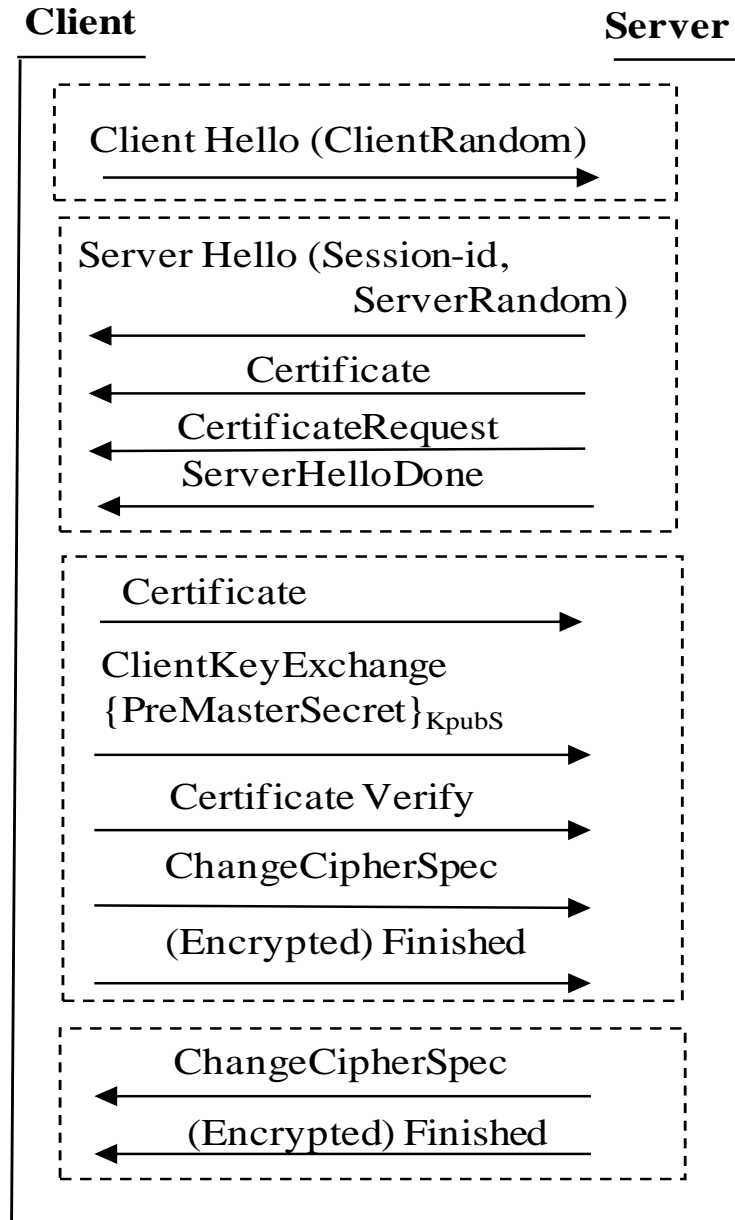 Client
Server
Client Hello (ClientRandom)
Server Hello (Session-id,
ServerRandom)
Certificate
CertificateRequest
ServerHelloDone
Certificate
ClientKeyExchange
{PreMasterSecret}KpubS
Certificate Verify
ChangeCipherSpec
(Encrypted) Finished
ChangeCipherSpec
(Encrypted) Finished